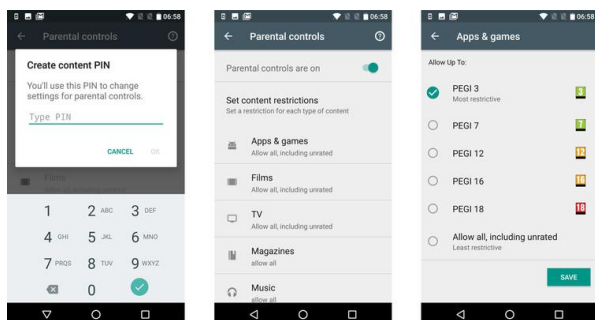 06:58
Parental controls
Create content PIN
You'll use this PIN to change
settings for parental controls.
Type PIN
CANCEL OK
Films
1 2 ABC 3 DEF
4 GHI 5 JKL 6 MNO
7 PRQS 8 TUV 9 WXYZ
0
06:58
Parental controls
Parental controls are on
Set content restrictions
Set a restriction for each type of content
Apps & games
Allow all, including unrated
Films
Allow all, including unrated
TV
Allow all, including unrated
Magazines
allow all
Music
allow all
06:58
Apps & games
Allow Up To:
PEGI 3 3
Most restrictive
PEGI 7 7
PEGI 12 12
PEGI 16 16
PEGI 18 18
Allow all, including unrated
Least restrictive
SAVE